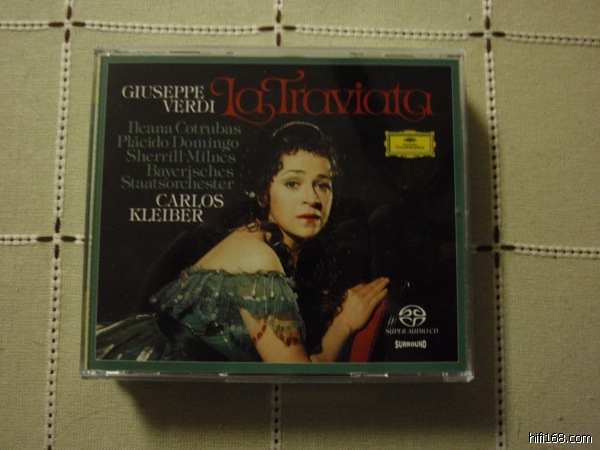 GIUSEPPE
VERDI
La Traviata
Ileana Cotrubas
Plácido Domingo
Sherrill Milnes
Bayerisches
Staatsorchester
CARLOS
KLEIBER
SUPER AUDIO CD
SURROUND
hifi168.com